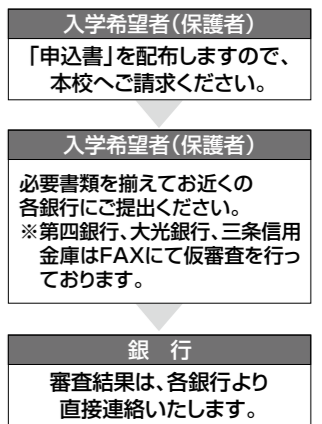 入学希望者（保護者）
「申込書」を配布しますので、
本校へご請求ください。
入学希望者（保護者）
必要書類を揃えてお近くの
各銀行にご提出ください。
※第四銀行、大光銀行、三条信用
金庫はFAXにて仮審査を行っ
ております。
銀　行
審査結果は、各銀行より
直接連絡いたします。